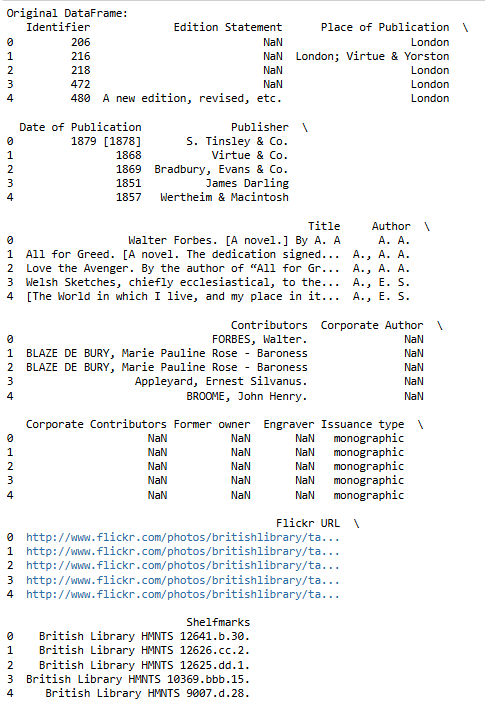 Original DataFrame:
Identifier Edition Statement Place of Publication \
0 206 NaN London
1 216 NaN London; Virtue & Yorston
2 218 NaN London
3 472 NaN London
4 480 A new edition, revised, etc. London
Date of Publication Publisher \
0 1879 [1878] S. Tinsley & Co.
1 1868 Virtue & Co.
2 1869 Bradbury, Evans & Co.
3 1851 James Darling
4 1857 Wertheim & Macintosh
Title Author \
0 Walter Forbes. [A novel.] By A. A A. A.
1 All for Greed. [A novel. The dedication signed... A., A. A.
2 Love the Avenger. By the author of “All for Gr... A., A. A.
3 Welsh Sketches, chiefly ecclesiastical, to the... A., E. S.
4 [The World in which I live, and my place in it... A., E. S.
Contributors Corporate Author \
0 FORBES, Walter. NaN
1 BLAZE DE BURY, Marie Pauline Rose - Baroness NaN
2 BLAZE DE BURY, Marie Pauline Rose - Baroness NaN
3 Appleyard, Ernest Silvanus. NaN
4 BROOME, John Henry. NaN
Corporate Contributors Former owner Engraver Issuance type \
0 NaN NaN NaN monographic
1 NaN NaN NaN monographic
2 NaN NaN NaN monographic
3 NaN NaN NaN monographic
4 NaN NaN NaN monographic
Flickr URL \
0 http://www.flickr.com/photos/britishlibrary/ta...
1 http://www.flickr.com/photos/britishlibrary/ta...
2 http://www.flickr.com/photos/britishlibrary/ta...
3 http://www.flickr.com/photos/britishlibrary/ta...
4 http://www.flickr.com/photos/britishlibrary/ta...
Shelfmarks
0 British Library HMNTS 12641.b.30.
1 British Library HMNTS 12626.cc.2.
2 British Library HMNTS 12625.dd.1.
3 British Library HMNTS 10369.bbb.15.
4 British Library HMNTS 9007.d.28.